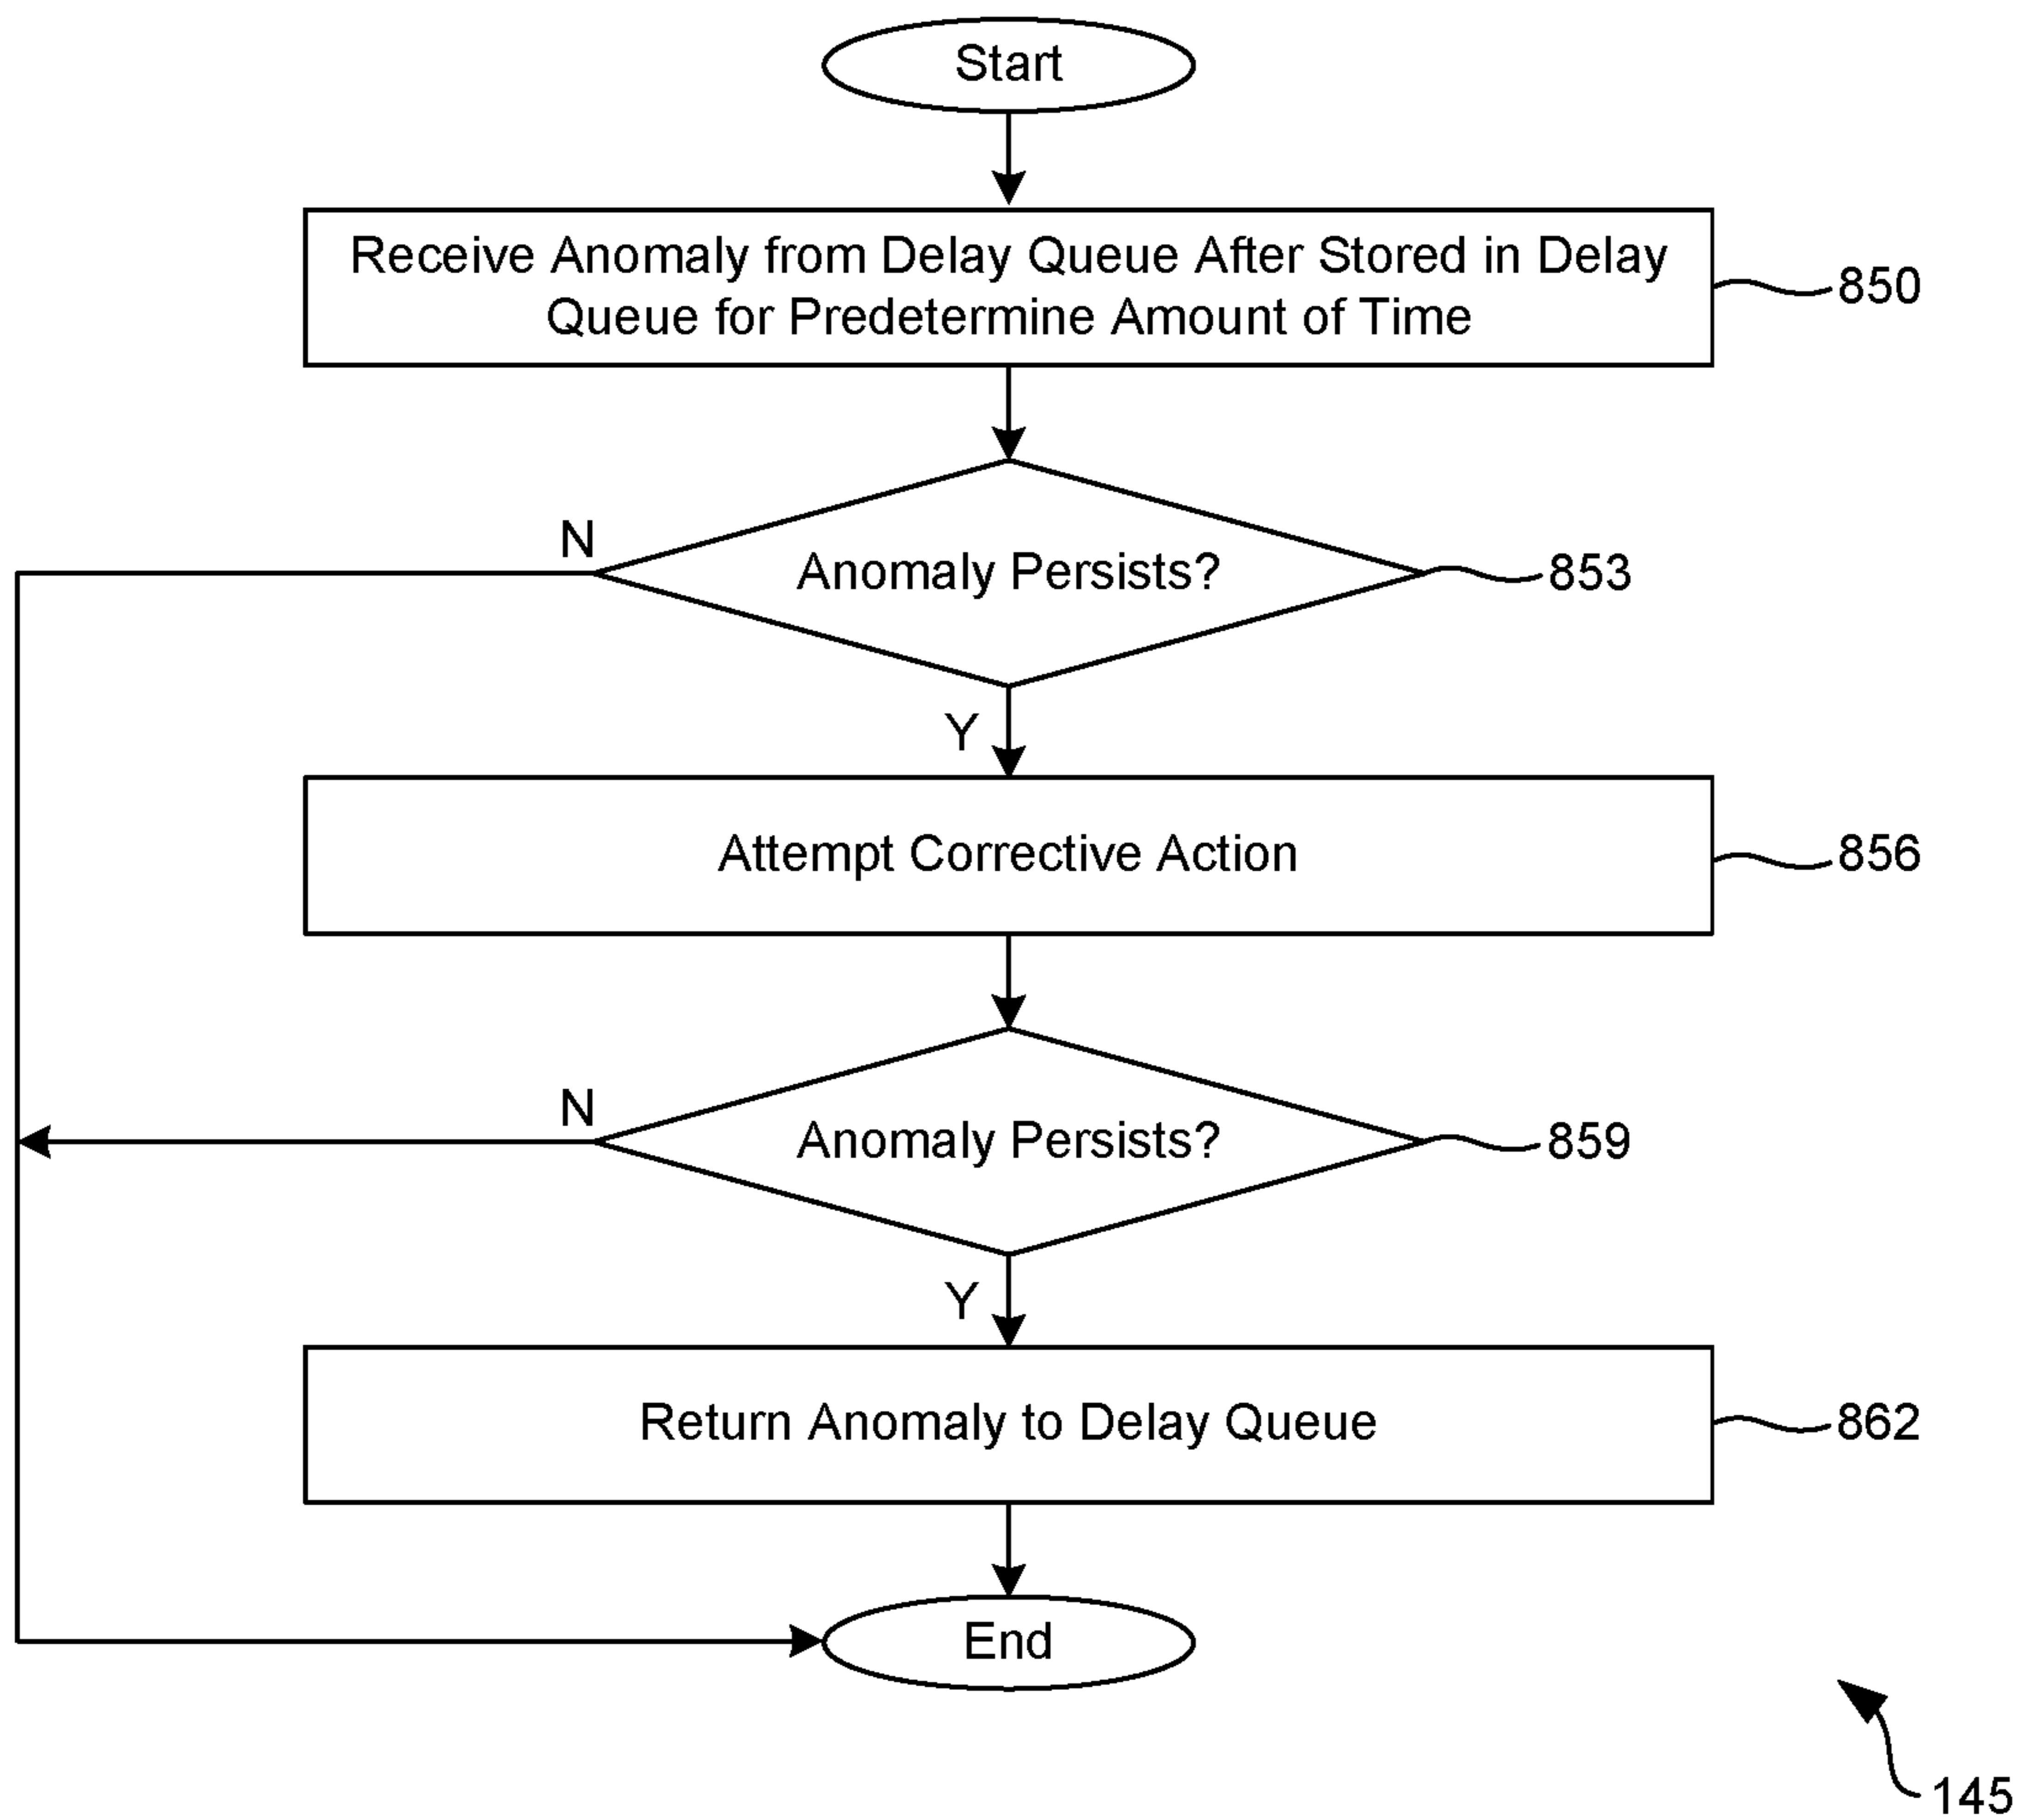 Start
Receive Anomaly from Delay Queue After Stored in Delay
Queue for Predetermine Amount of Time
850
N
Anomaly Persists?
853
Y
Attempt Corrective Action
856
N
Anomaly Persists?
859
Y
Return Anomaly to Delay Queue
862
End
145